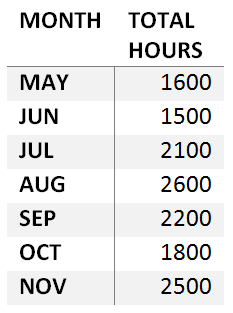 MONTH TOTAL HOURS
MAY 1600
JUN 1500
JUL 2100
AUG 2600
SEP 2200
OCT 1800
NOV 2500